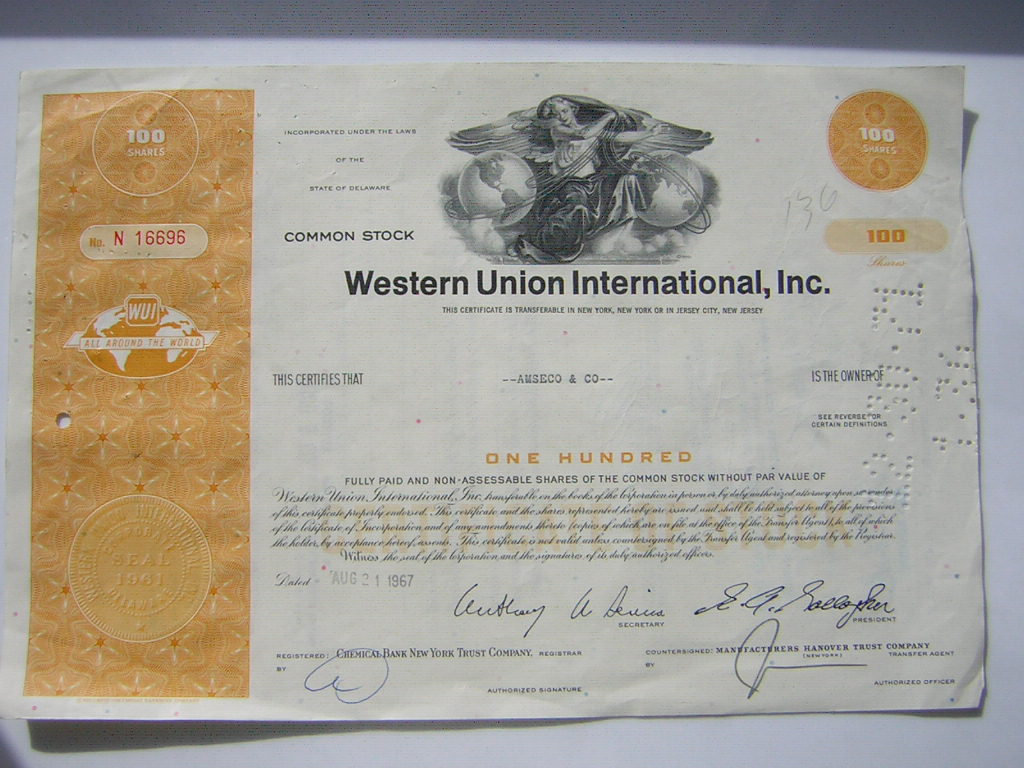 100
SHARES
No. N 16696
WUI
ALL AROUND THE WORLD
SEAL
1961
DELAWARE
INCORPORATED UNDER THE LAWS
OF THE
STATE OF DELAWARE
COMMON STOCK
100
SHARES
136
100
Shares
Western Union International, Inc.
THIS CERTIFICATE IS TRANSFERABLE IN NEW YORK, NEW YORK OR IN JERSEY CITY, NEW JERSEY
THIS CERTIFIES THAT --AMSECO & CO-- IS THE OWNER OF
SEE REVERSE FOR
CERTAIN DEFINITIONS
ONE HUNDRED
FULLY PAID AND NON-ASSESSABLE SHARES OF THE COMMON STOCK WITHOUT PAR VALUE OF
Western Union International, Inc. transferable on the books of the Corporation in person or by duly authorized attorney upon surrender
of this certificate properly endorsed. This certificate and the shares represented hereby are issued and shall be held subject to all of the provisions
of the Certificate of Incorporation and of any amendments thereto (copies of which are on file at the office of the Transfer Agent), to all of which
the holder, by acceptance hereof, assents. This certificate is not valid unless countersigned by the Transfer Agent and registered by the Registrar.
Witness the seal of the Corporation and the signatures of its duly authorized officers.
Dated AUG 21 1967
SECRETARY
E. A. Gallagher
PRESIDENT
REGISTERED: CHEMICAL BANK NEW YORK TRUST COMPANY, REGISTRAR
BY
AUTHORIZED SIGNATURE
COUNTERSIGNED: MANUFACTURERS HANOVER TRUST COMPANY
(NEW YORK) TRANSFER AGENT
BY
AUTHORIZED OFFICER